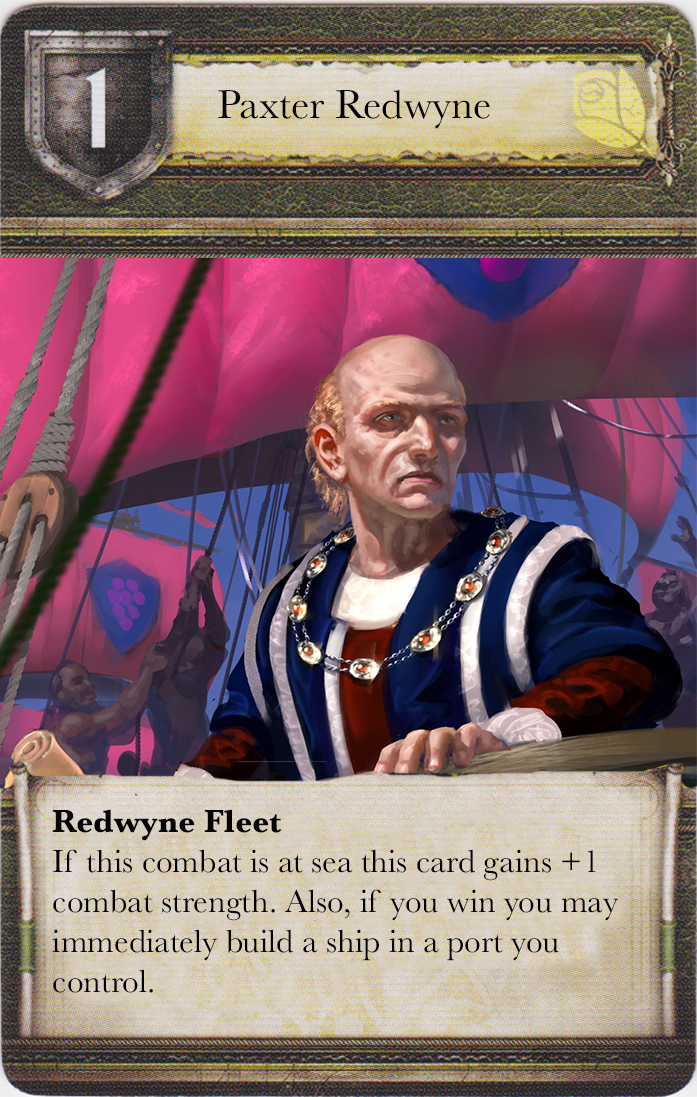 1
Paxter Redwyne
Redwyne Fleet
If this combat is at sea this card gains +1
combat strength. Also, if you win you may
immediately build a ship in a port you
control.